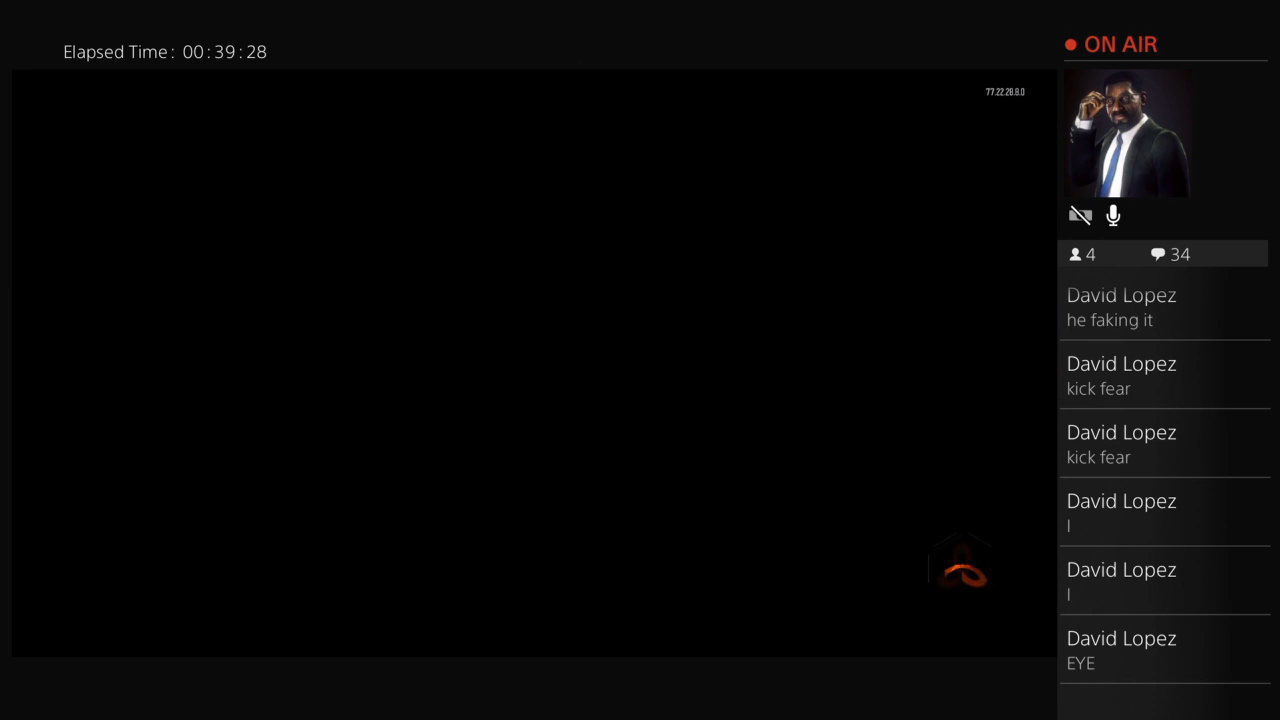 Elapsed Time: 00:39:28
ON AIR
77.22.28.8.0
4
34
David Lopez
he faking it
David Lopez
kick fear
David Lopez
kick fear
David Lopez
I
David Lopez
I
David Lopez
EYE